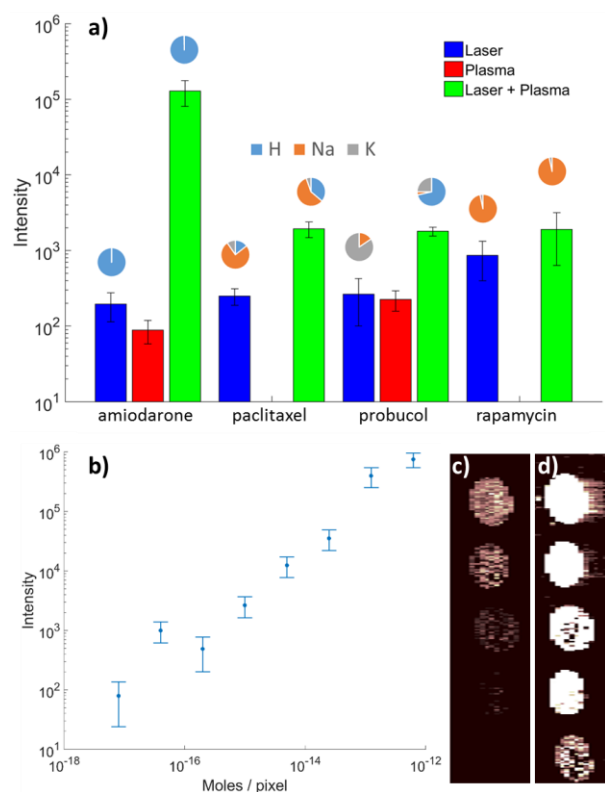 a)
Laser
Plasma
Laser + Plasma
H Na K
Intensity
10^6
10^5
10^4
10^3
10^2
10^1
amiodarone paclitaxel probucol rapamycin
b)
c)
d)
Intensity
10^6
10^5
10^4
10^3
10^2
10^1
10^-18 10^-16 10^-14 10^-12
Moles / pixel